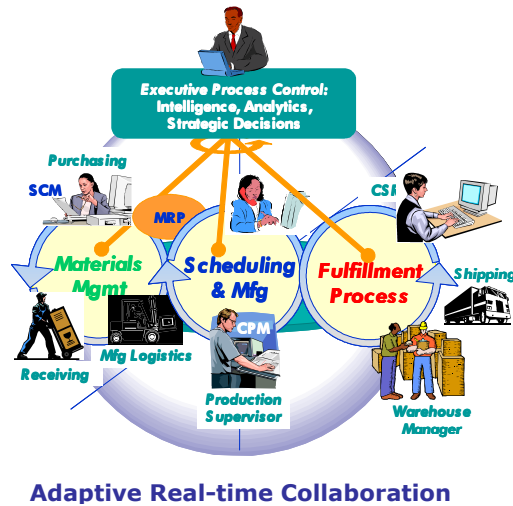 Executive Process Control:
Intelligence, Analytics,
Strategic Decisions
Purchasing
SCM
MRP
Materials
Mgmt
Scheduling
& Mfg
Fulfillment
Process
Shipping
CPM
Mfg Logistics
Receiving
Production
Supervisor
Warehouse
Manager
Adaptive Real-time Collaboration